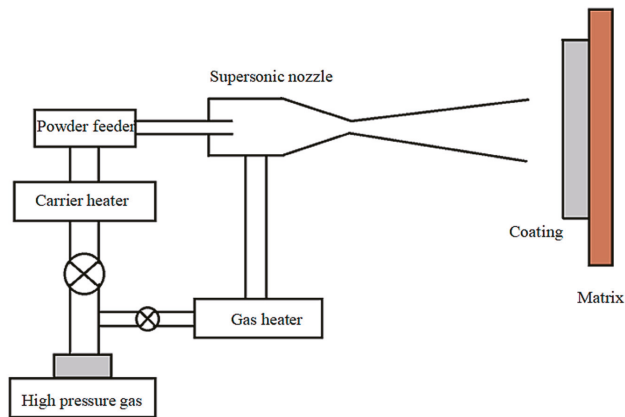 Supersonic nozzle
Powder feeder
Carrier heater
Coating
Matrix
Gas heater
High pressure gas